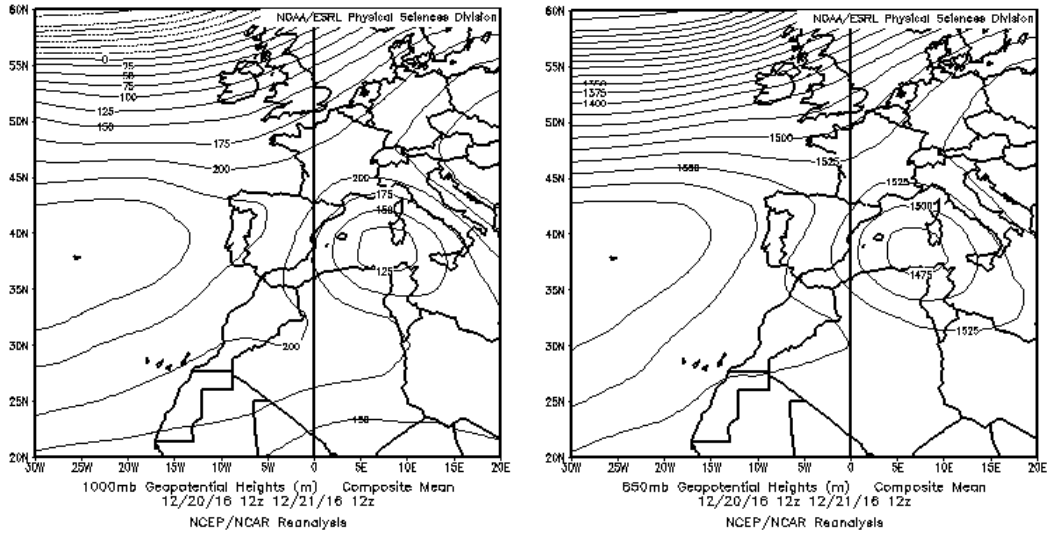 NOAA/ESRL Physical Sciences Division
60N
55N
50N
45N
40N
35N
30N
25N
20N
0
25
50
75
100
125
150
175
200
200
175
150
125
200
150
30W 25W 20W 15W 10W 5W 0 5E 10E 15E 20E
1000mb Geopotential Heights (m) Composite Mean
12/20/16 12z 12/21/16 12z
NCEP/NCAR Reanalysis
NOAA/ESRL Physical Sciences Division
60N
55N
50N
45N
40N
35N
30N
25N
20N
1350
1375
1400
1500
1525
1550
1525
1500
1475
1525
30W 25W 20W 15W 10W 5W 0 5E 10E 15E 20E
850mb Geopotential Heights (m) Composite Mean
12/20/16 12z 12/21/16 12z
NCEP/NCAR Reanalysis